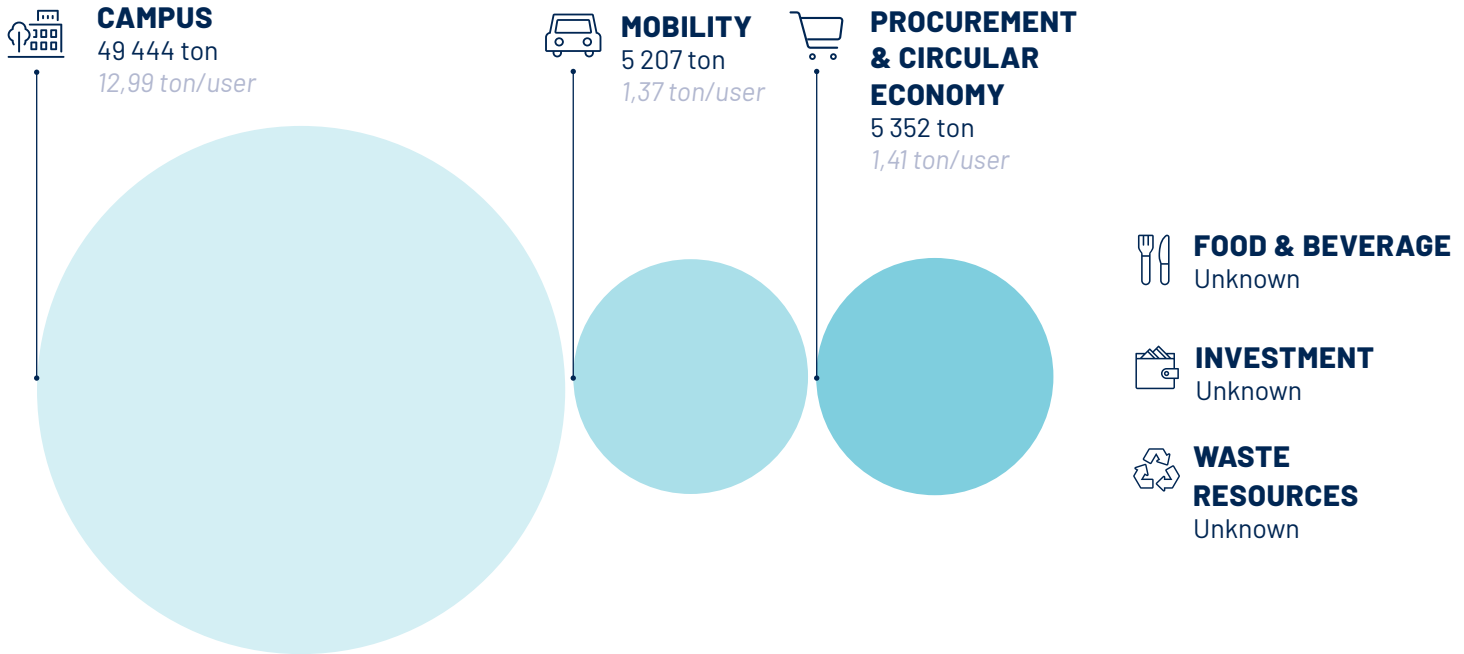 CAMPUS
49 444 ton
12,99 ton/user
MOBILITY
5 207 ton
1,37 ton/user
PROCUREMENT
& CIRCULAR
ECONOMY
5 352 ton
1,41 ton/user
FOOD & BEVERAGE
Unknown
INVESTMENT
Unknown
WASTE
RESOURCES
Unknown